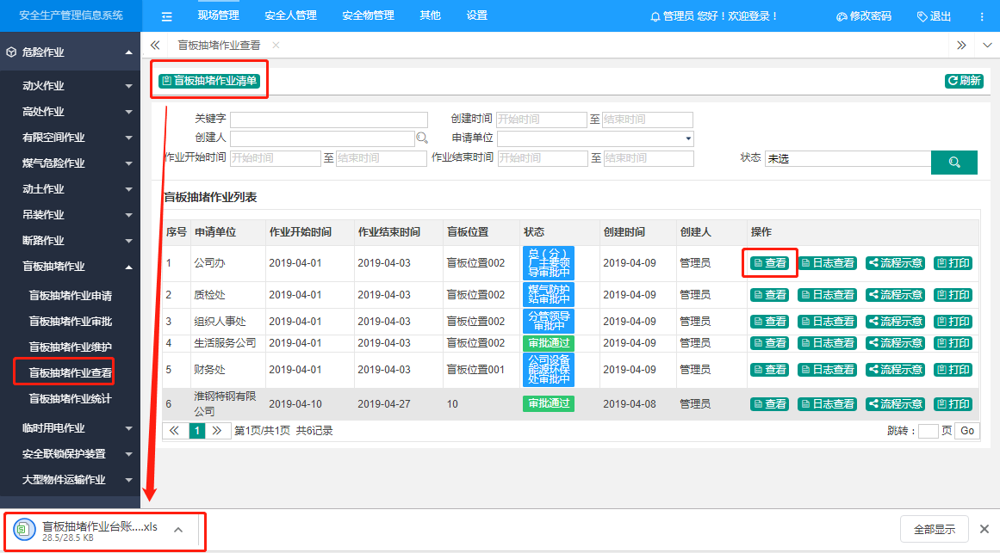 安全生产管理信息系统 现场管理 安全人管理 安全物管理 其他 设置 管理员 您好！欢迎登录！ 修改密码 退出
危险作业
动火作业
高处作业
有限空间作业
煤气危险作业
动土作业
吊装作业
断路作业
盲板抽堵作业
盲板抽堵作业申请
盲板抽堵作业审批
盲板抽堵作业维护
盲板抽堵作业查看
盲板抽堵作业统计
临时用电作业
安全联锁保护装置
大型物件运输作业
盲板抽堵作业查看
盲板抽堵作业清单 刷新
关键字 创建时间 开始时间 至 结束时间
创建人 申请单位
作业开始时间 开始时间 至 结束时间 作业结束时间 开始时间 至 结束时间 状态 未选
盲板抽堵作业列表
序号 申请单位 作业开始时间 作业结束时间 盲板位置 状态 创建时间 创建人 操作
1 公司办 2019-04-01 2019-04-03 盲板位置002 总（分）厂主要领导审批中 2019-04-09 管理员 查看 日志查看 流程示意 打印
2 质检处 2019-04-01 2019-04-03 盲板位置002 煤气防护站审批中 2019-04-09 管理员 查看 日志查看 流程示意 打印
3 组织人事处 2019-04-01 2019-04-03 盲板位置002 分管领导审批中 2019-04-09 管理员 查看 日志查看 流程示意 打印
4 生活服务公司 2019-04-01 2019-04-03 盲板位置002 审批通过 2019-04-09 管理员 查看 日志查看 流程示意 打印
5 财务处 2019-04-01 2019-04-03 盲板位置001 公司设备能源环保处审批中 2019-04-09 管理员 查看 日志查看 流程示意 打印
6 淮钢特钢有限公司 2019-04-10 2019-04-27 10 审批通过 2019-04-08 管理员 查看 日志查看 流程示意 打印
1 第1页/共1页 共6记录 跳转： 页 Go
盲板抽堵作业台账....xls
28.5/28.5 KB
全部显示